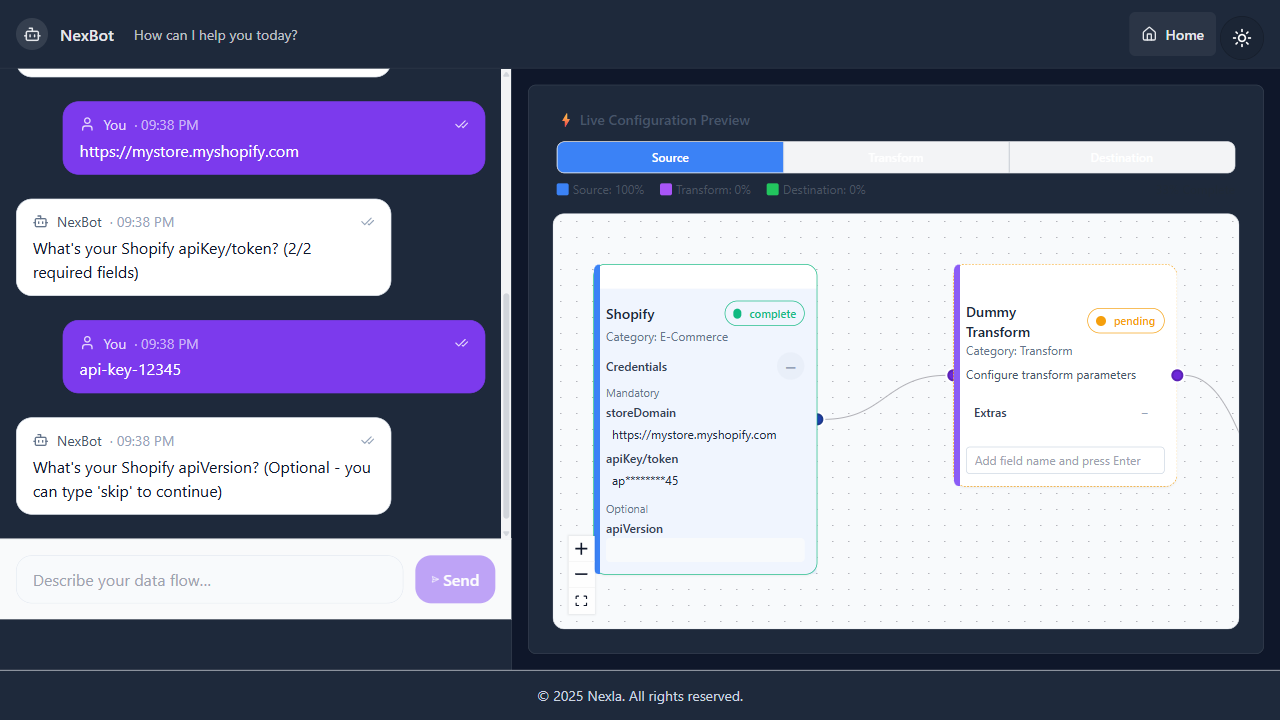 NexBot How can I help you today?
Home
You · 09:38 PM
https://mystore.myshopify.com
NexBot · 09:38 PM
What's your Shopify apiKey/token? (2/2
required fields)
You · 09:38 PM
api-key-12345
NexBot · 09:38 PM
What's your Shopify apiVersion? (Optional - you
can type 'skip' to continue)
Describe your data flow...
Send
Live Configuration Preview
Source Transform Destination
Source: 100% Transform: 0% Destination: 0%
Shopify
complete
Category: E-Commerce
Credentials
Mandatory
storeDomain
https://mystore.myshopify.com
apiKey/token
ap********45
Optional
apiVersion
Dummy
Transform
pending
Category: Transform
Configure transform parameters
Extras
Add field name and press Enter
© 2025 Nexla. All rights reserved.